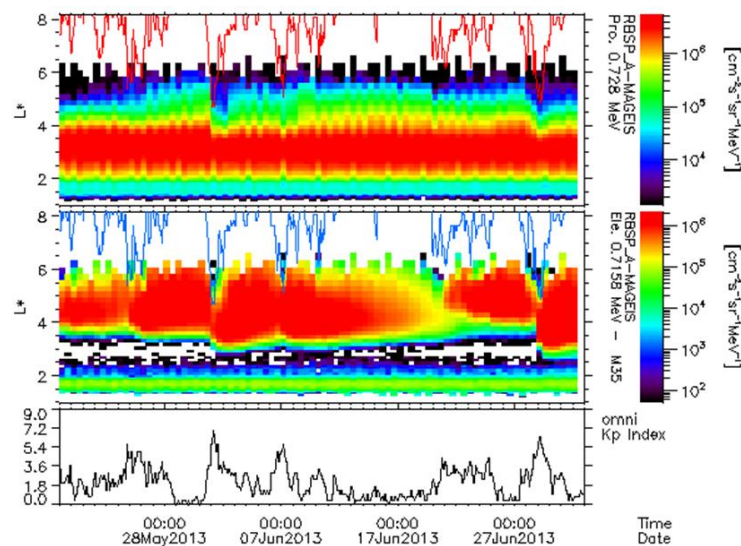 8
6
4
2
L*
RBSP_A-MAGEIS
Pro. 0.728 MeV
10⁶
10⁵
10⁴
[cm⁻²s⁻¹sr⁻¹MeV⁻¹]
8
6
4
2
L*
RBSP_A-MAGEIS
Ele. 0.7158 MeV - M35
10⁶
10⁵
10⁴
10³
10²
[cm⁻²s⁻¹sr⁻¹MeV⁻¹]
9.0
7.2
5.4
3.6
1.8
0.0
omni
Kp Index
00:00 00:00 00:00 00:00 Time
28May2013 07Jun2013 17Jun2013 27Jun2013 Date